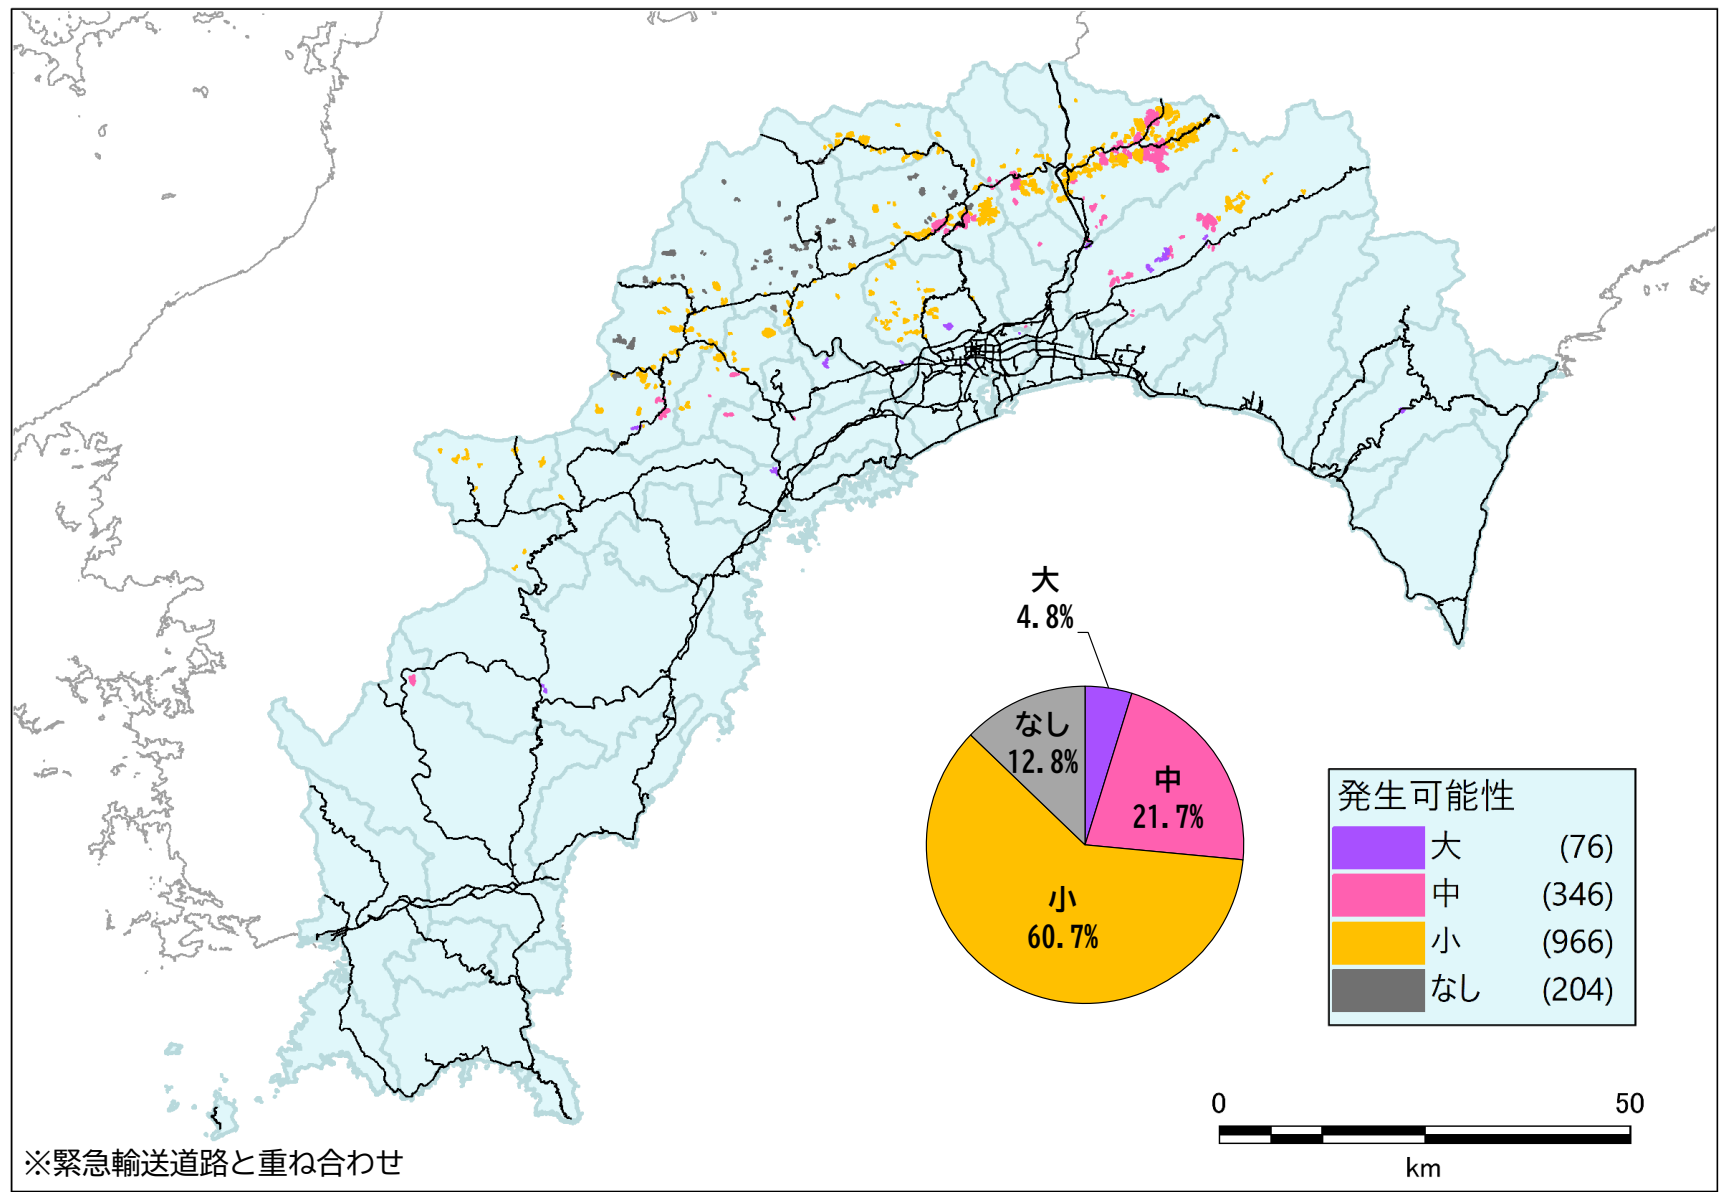 大
4.8%
なし
12.8%
中
21.7%
小
60.7%
発生可能性
大 (76)
中 (346)
小 (966)
なし (204)
0 50
km
※緊急輸送道路と重ね合わせ